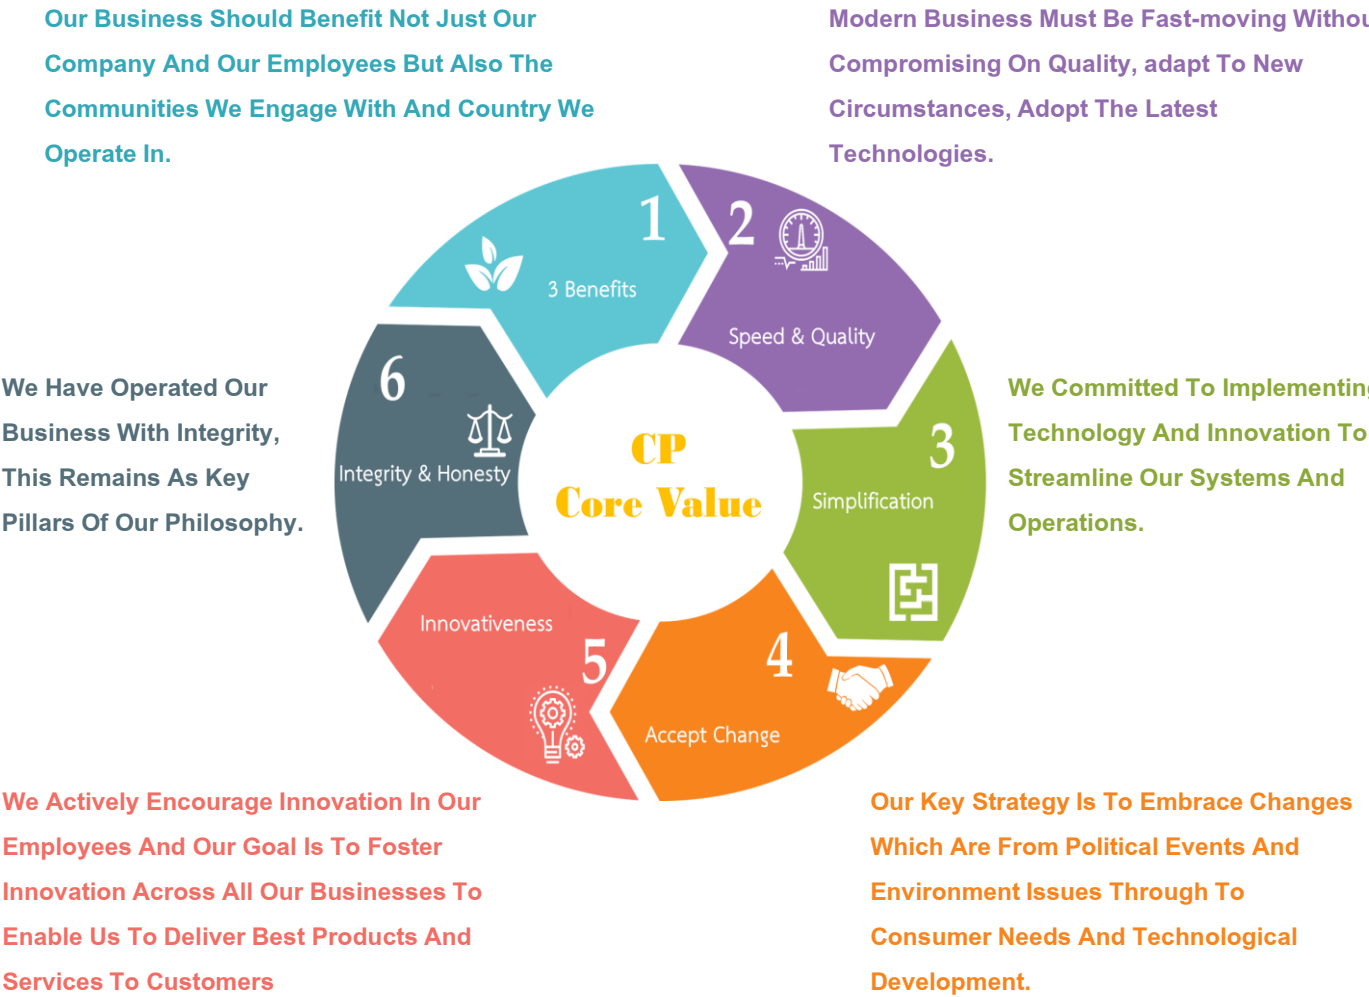 Our Business Should Benefit Not Just Our
Company And Our Employees But Also The
Communities We Engage With And Country We
Operate In.
Modern Business Must Be Fast-moving Withou
Compromising On Quality, adapt To New
Circumstances, Adopt The Latest
Technologies.
1
3 Benefits
2
Speed & Quality
We Have Operated Our
Business With Integrity,
This Remains As Key
Pillars Of Our Philosophy.
6
Integrity & Honesty
CP
Core Value
3
Simplification
We Committed To Implementing
Technology And Innovation To
Streamline Our Systems And
Operations.
Innovativeness
5
4
Accept Change
We Actively Encourage Innovation In Our
Employees And Our Goal Is To Foster
Innovation Across All Our Businesses To
Enable Us To Deliver Best Products And
Services To Customers
Our Key Strategy Is To Embrace Changes
Which Are From Political Events And
Environment Issues Through To
Consumer Needs And Technological
Development.